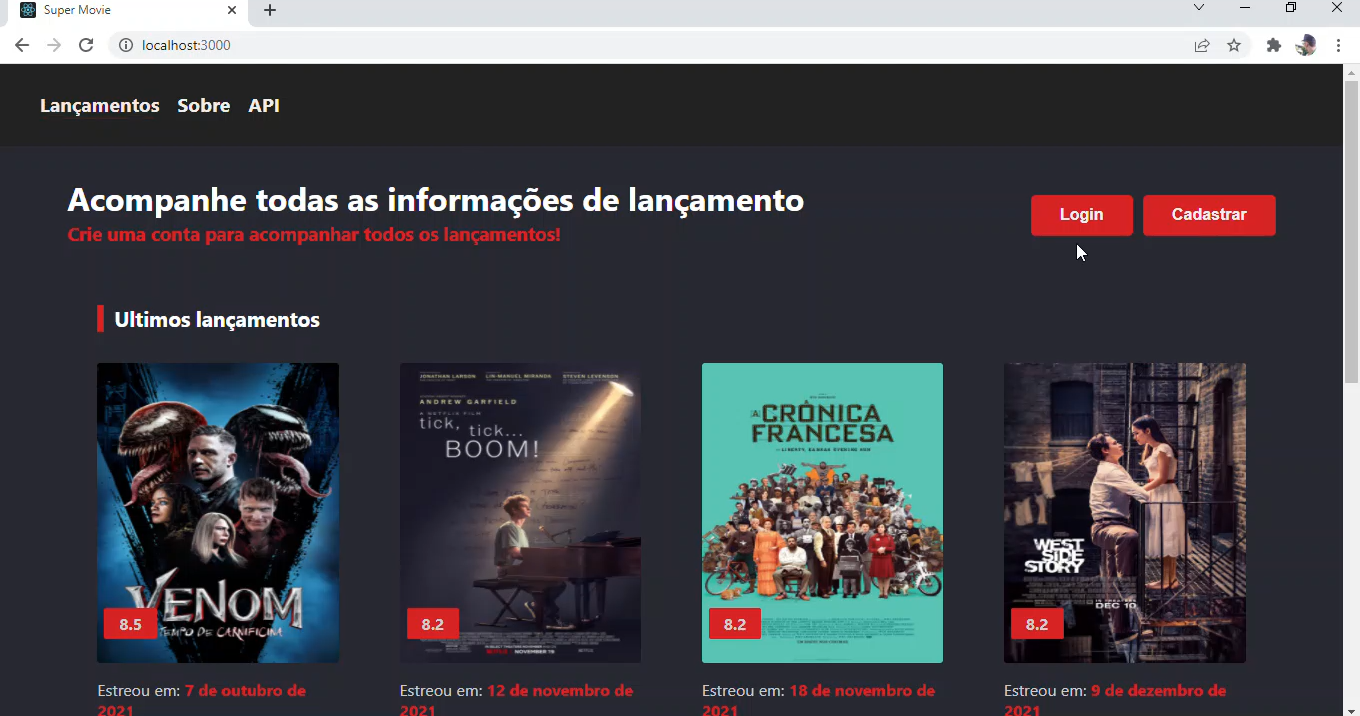 Super Movie
localhost:3000
Lançamentos Sobre API
Acompanhe todas as informações de lançamento
Crie uma conta para acompanhar todos os lançamentos!
Login Cadastrar
Ultimos lançamentos
VENOM
TEMPO DE CARNIFICINA
8.5
Estreou em: 7 de outubro de
2021
JONATHAN LARSON LIN-MANUEL MIRANDA STEVEN LEVENSON
ANDREW GARFIELD
A NETFLIX FILM
tick, tick...
BOOM!
8.2
NETFLIX
NOVEMBER
Estreou em: 12 de novembro de
2021
(A)CRÔNICA
FRANCESA
8.2
Estreou em: 18 de novembro de
2021
WEST
SIDE
STORY
IN THEATERS
DEC 10
8.2
Estreou em: 9 de dezembro de
2021